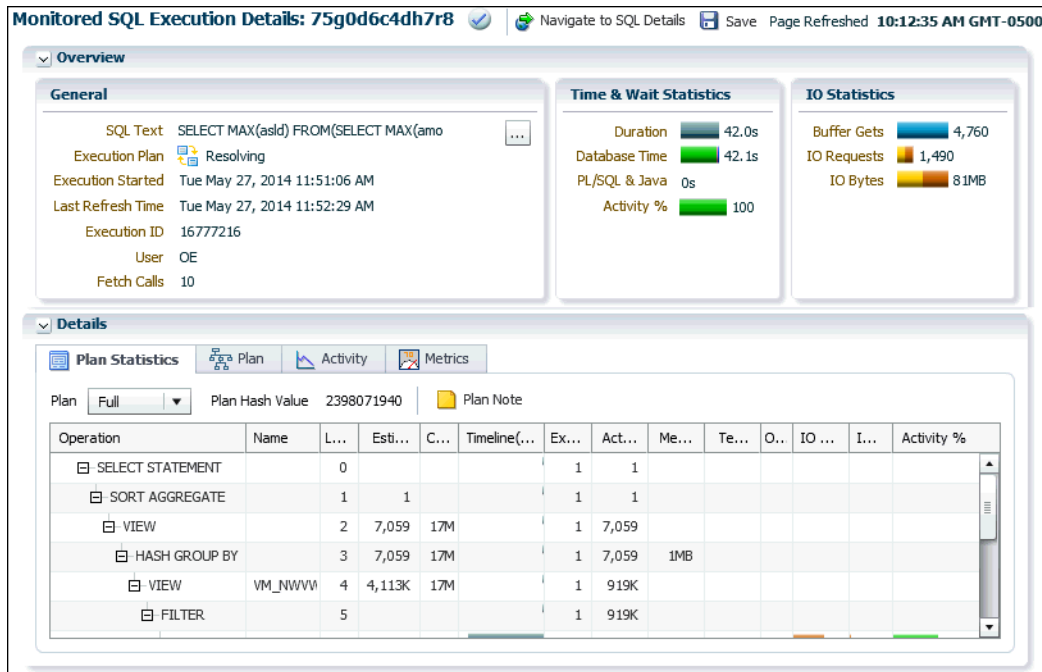 Monitored SQL Execution Details: 75g0d6c4dh7r8 Navigate to SQL Details Save Page Refreshed 10:12:35 AM GMT-0500
Overview
General
SQL Text SELECT MAX(asld) FROM(SELECT MAX(amo ...
Execution Plan Resolving
Execution Started Tue May 27, 2014 11:51:06 AM
Last Refresh Time Tue May 27, 2014 11:52:29 AM
Execution ID 16777216
User OE
Fetch Calls 10
Time & Wait Statistics
Duration 42.0s
Database Time 42.1s
PL/SQL & Java 0s
Activity % 100
IO Statistics
Buffer Gets 4,760
IO Requests 1,490
IO Bytes 81MB
Details
Plan Statistics Plan Activity Metrics
Plan Full Plan Hash Value 2398071940 Plan Note
Operation Name L... Esti... C... Timeline(... Ex... Act... Me... Te... O... IO ... I... Activity %
SELECT STATEMENT 0 1 1
SORT AGGREGATE 1 1 1 1
VIEW 2 7,059 17M 1 7,059
HASH GROUP BY 3 7,059 17M 1 7,059 1MB
VIEW VM_NWVW 4 4,113K 17M 1 919K
FILTER 5 1 919K